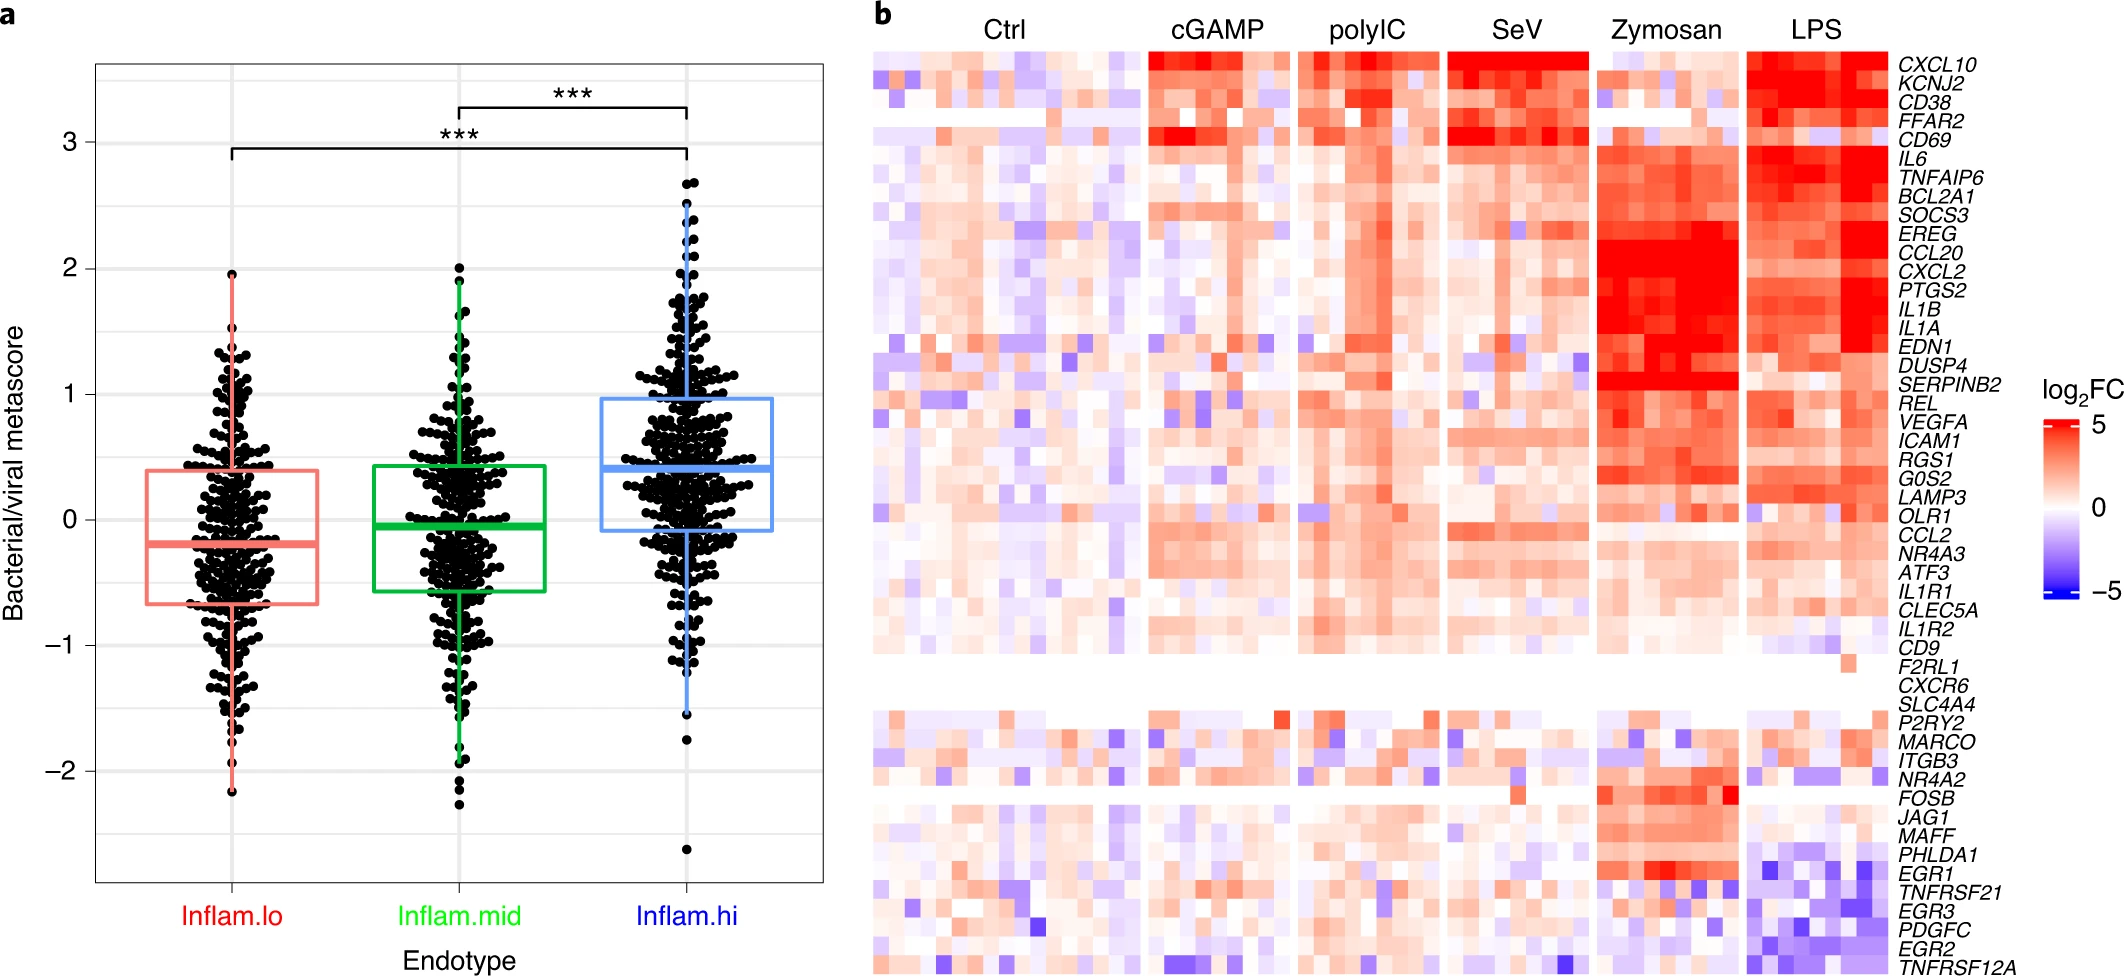 a
Bacterial/viral metascore
3
2
1
0
−1
−2
***
***
Inflam.lo
Inflam.mid
Inflam.hi
Endotype
b
Ctrl
cGAMP
polyIC
SeV
Zymosan
LPS
CXCL10
KCNJ2
CD38
FFAR2
CD69
IL6
TNFAIP6
BCL2A1
SOCS3
EREG
CCL20
CXCL2
PTGS2
IL1B
IL1A
EDN1
DUSP4
SERPINB2
REL
VEGFA
ICAM1
RGS1
G0S2
LAMP3
OLR1
CCL2
NR4A3
ATF3
IL1R1
CLEC5A
IL1R2
CD9
F2RL1
CXCR6
SLC4A4
P2RY2
MARCO
ITGB3
NR4A2
FOSB
JAG1
MAFF
PHLDA1
EGR1
TNFRSF21
EGR3
PDGFC
EGR2
TNFRSF12A
log₂FC
5
0
−5